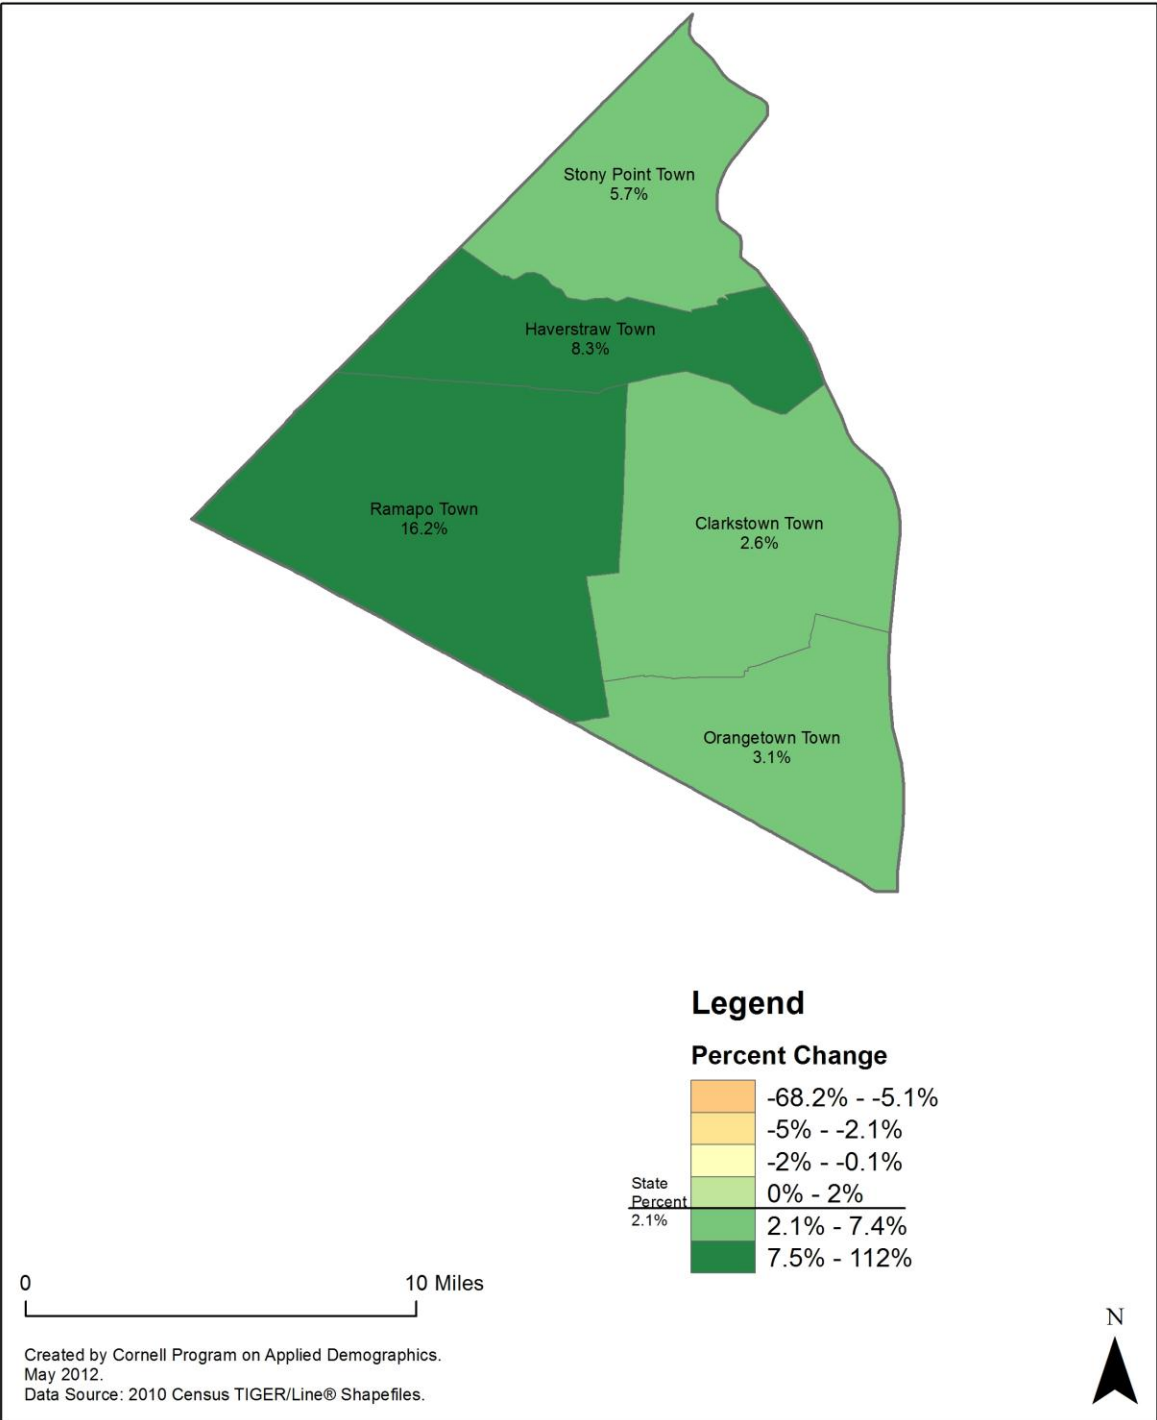 Stony Point Town
5.7%
Haverstraw Town
8.3%
Ramapo Town
16.2%
Clarkstown Town
2.6%
Orangetown Town
3.1%
Legend
Percent Change
-68.2% - -5.1%
-5% - -2.1%
-2% - -0.1%
0% - 2%
2.1% - 7.4%
7.5% - 112%
State
Percent
2.1%
0 10 Miles
N
Created by Cornell Program on Applied Demographics.
May 2012.
Data Source: 2010 Census TIGER/Line® Shapefiles.